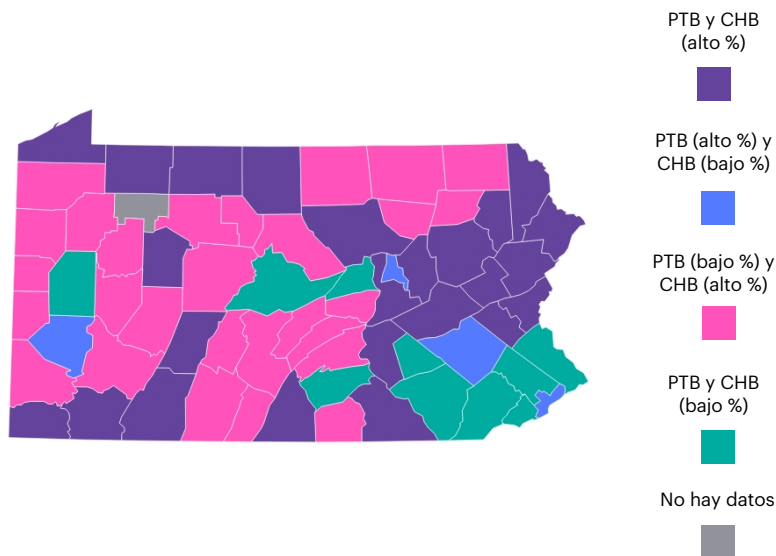 PTB y CHB
(alto %)
PTB (alto %) y
CHB (bajo %)
PTB (bajo %) y
CHB (alto %)
PTB y CHB
(bajo %)
No hay datos